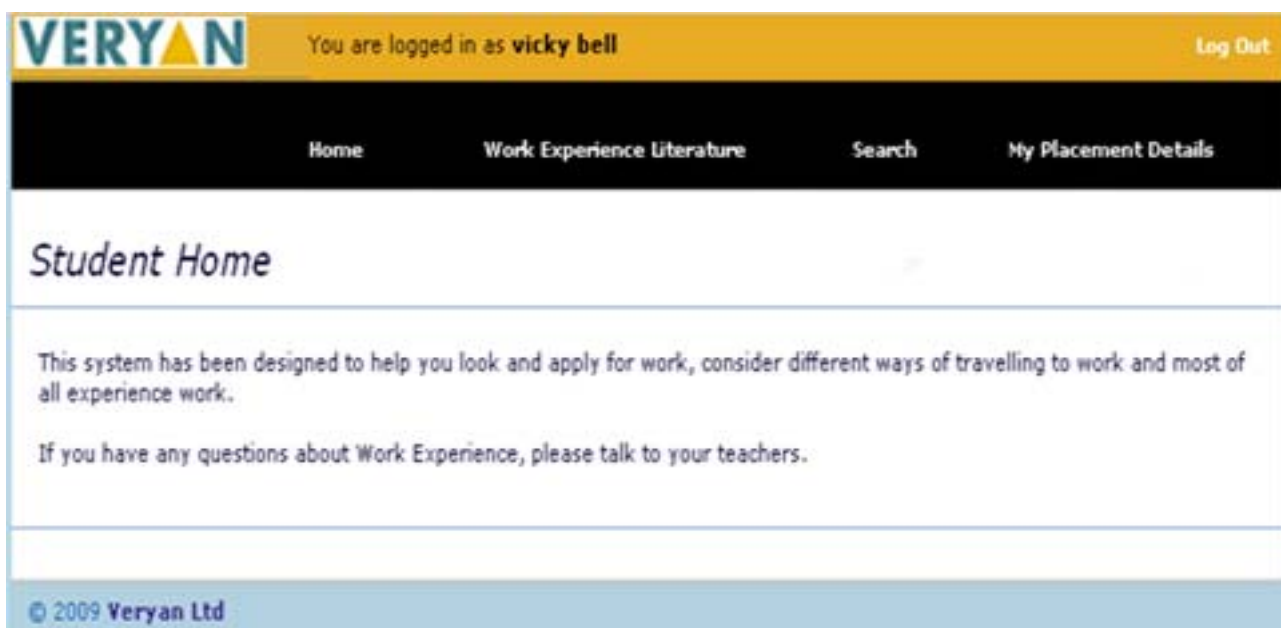 VERYAN You are logged in as vicky bell Log Out
Home Work Experience Literature Search My Placement Details
Student Home
This system has been designed to help you look and apply for work, consider different ways of travelling to work and most of
all experience work.
If you have any questions about Work Experience, please talk to your teachers.
© 2009 Veryan Ltd